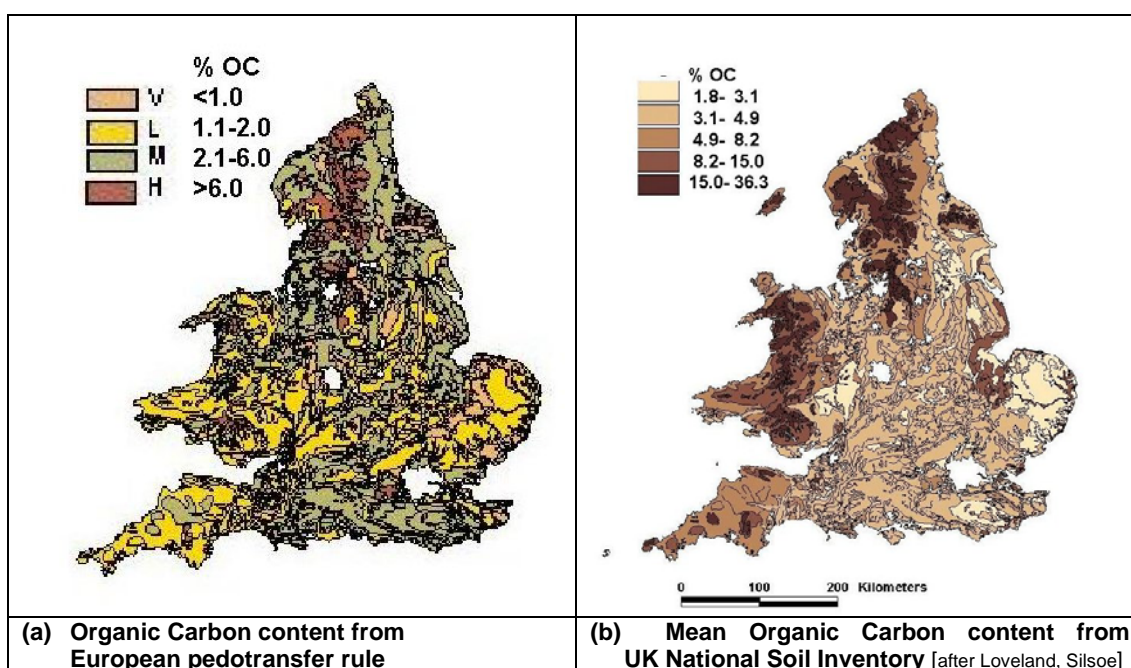 % OC
V <1.0
L 1.1-2.0
M 2.1-6.0
H >6.0
% OC
1.8- 3.1
3.1- 4.9
4.9- 8.2
8.2- 15.0
15.0- 36.3
0 100 200 Kilometers
(a) Organic Carbon content from
European pedotransfer rule
(b) Mean Organic Carbon content from
UK National Soil Inventory [after Loveland, Silsoe]